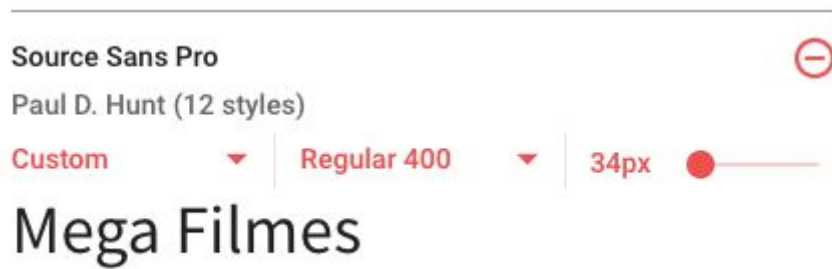 Source Sans Pro
Paul D. Hunt (12 styles)
Custom Regular 400 34px
Mega Filmes